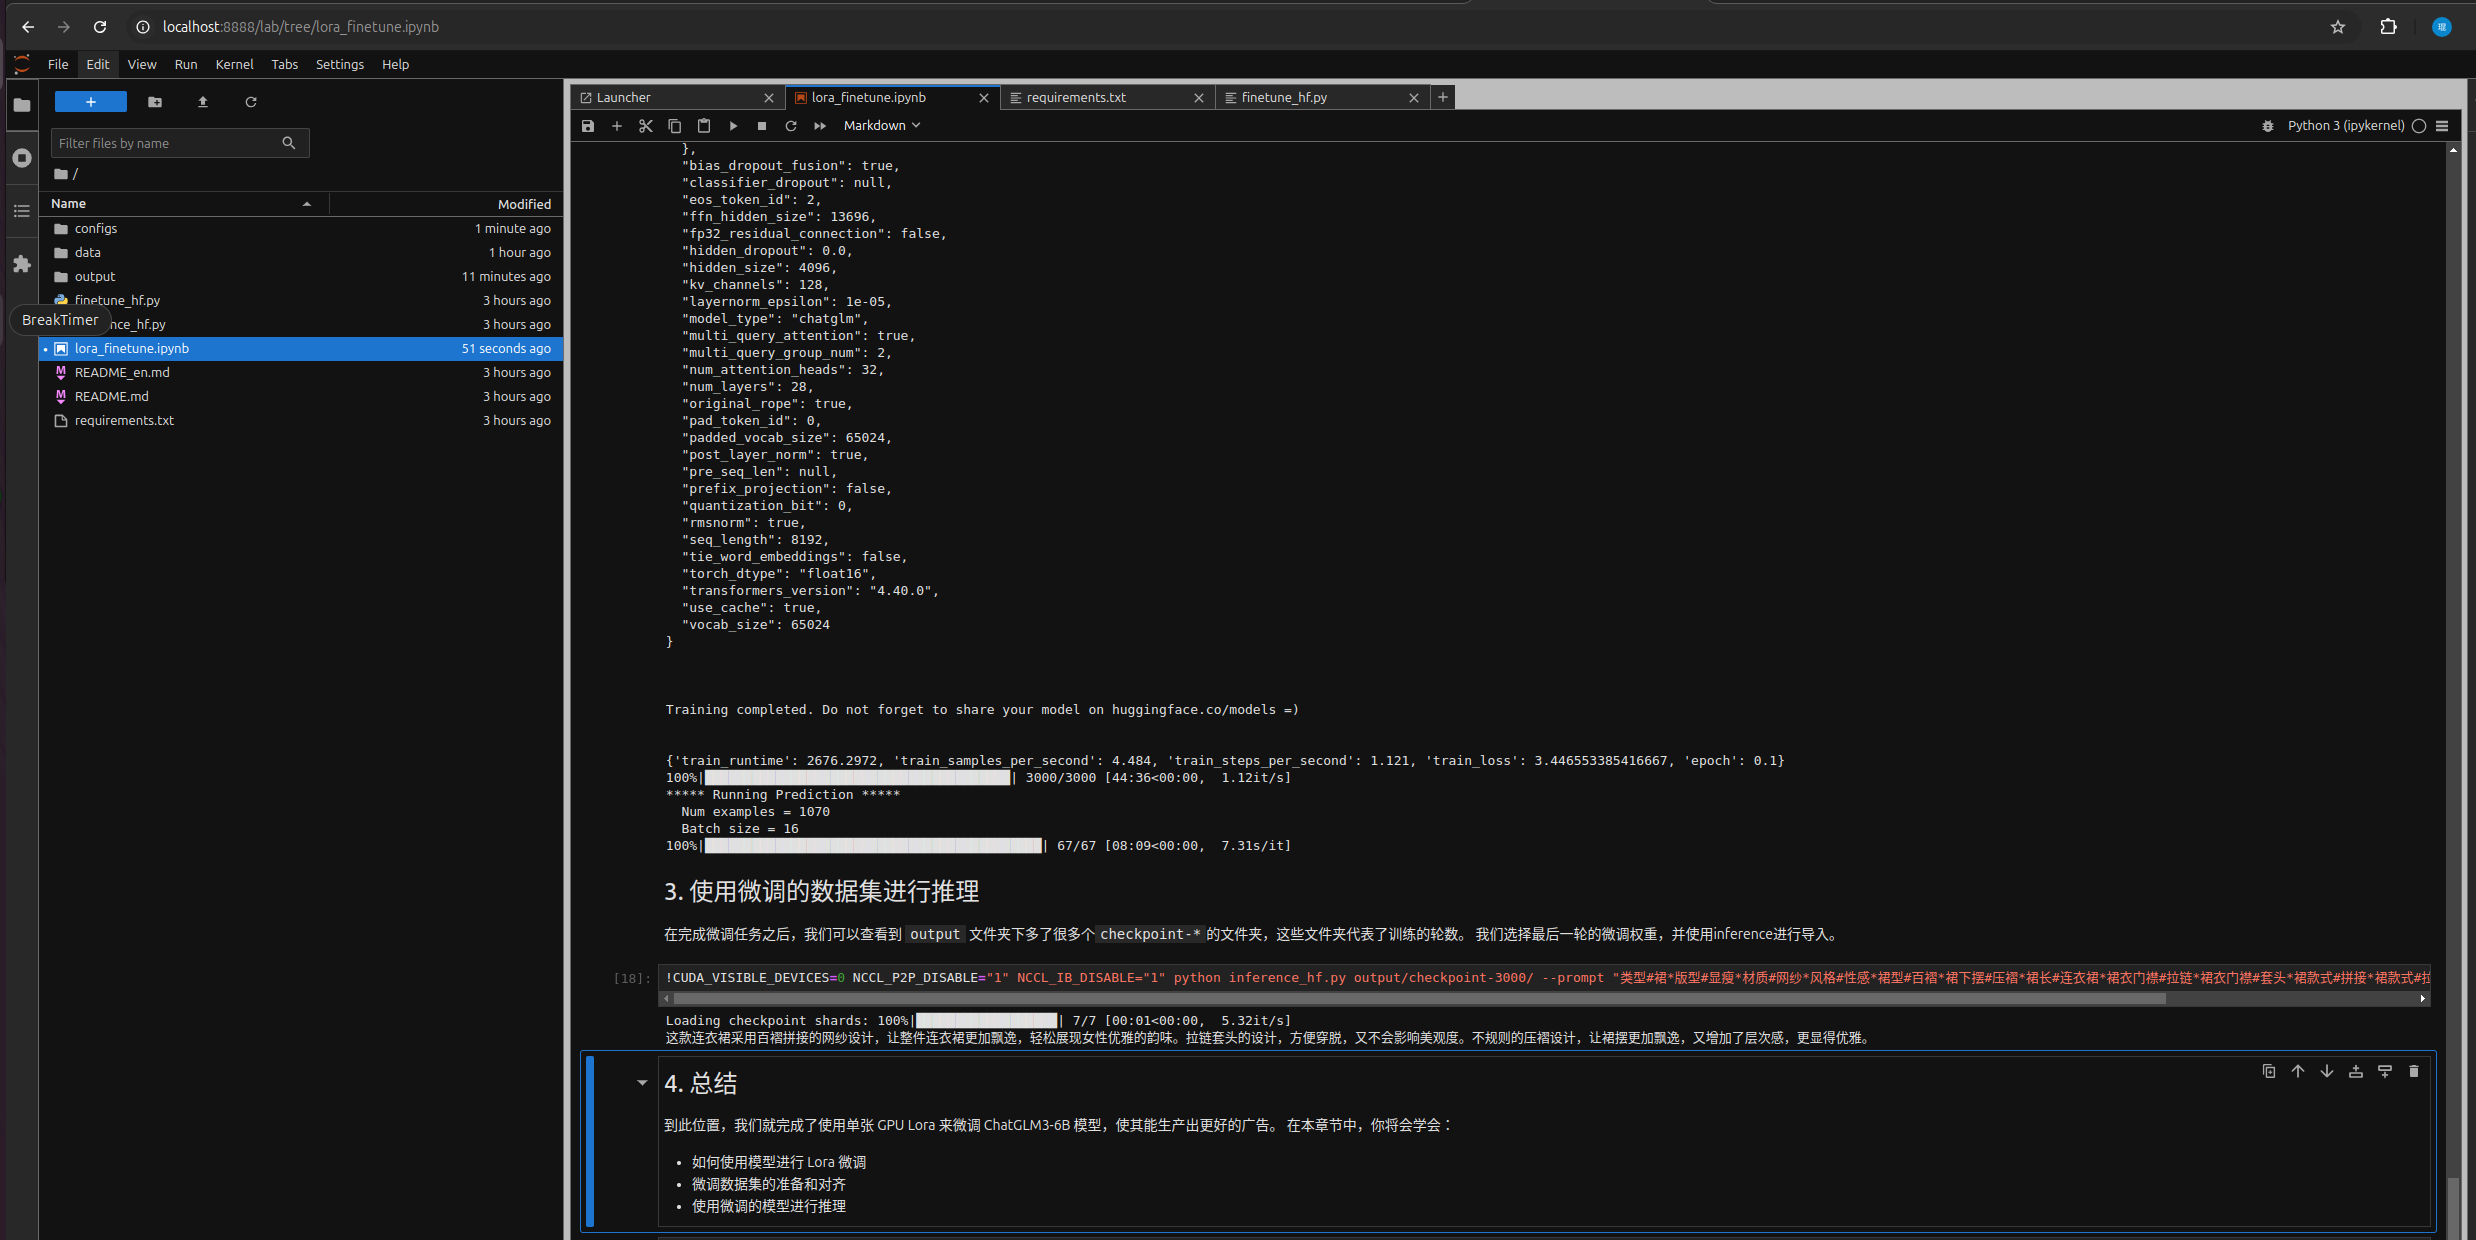 localhost:8888/lab/tree/lora_finetune.ipynb
File Edit View Run Kernel Tabs Settings Help
Filter files by name
/
Name Modified
configs 1 minute ago
data 1 hour ago
output 11 minutes ago
finetune_hf.py 3 hours ago
nce_hf.py 3 hours ago
BreakTimer
lora_finetune.ipynb 51 seconds ago
README_en.md 3 hours ago
README.md 3 hours ago
requirements.txt 3 hours ago
Launcher lora_finetune.ipynb requirements.txt finetune_hf.py
Markdown Python 3 (ipykernel)
},
"bias_dropout_fusion": true,
"classifier_dropout": null,
"eos_token_id": 2,
"ffn_hidden_size": 13696,
"fp32_residual_connection": false,
"hidden_dropout": 0.0,
"hidden_size": 4096,
"kv_channels": 128,
"layernorm_epsilon": 1e-05,
"model_type": "chatglm",
"multi_query_attention": true,
"multi_query_group_num": 2,
"num_attention_heads": 32,
"num_layers": 28,
"original_rope": true,
"pad_token_id": 0,
"padded_vocab_size": 65024,
"post_layer_norm": true,
"pre_seq_len": null,
"prefix_projection": false,
"quantization_bit": 0,
"rmsnorm": true,
"seq_length": 8192,
"tie_word_embeddings": false,
"torch_dtype": "float16",
"transformers_version": "4.40.0",
"use_cache": true,
"vocab_size": 65024
}
Training completed. Do not forget to share your model on huggingface.co/models =)
{'train_runtime': 2676.2972, 'train_samples_per_second': 4.484, 'train_steps_per_second': 1.121, 'train_loss': 3.446553385416667, 'epoch': 0.1}
100%| | 3000/3000 [44:36<00:00, 1.12it/s]
***** Running Prediction *****
Num examples = 1070
Batch size = 16
100%| | 67/67 [08:09<00:00, 7.31s/it]
3. 使用微调的数据集进行推理
在完成微调任务之后，我们可以查看到 output 文件夹下多了很多个 checkpoint-* 的文件夹，这些文件夹代表了训练的轮数。 我们选择最后一轮的微调权重，并使用inference进行导入。
[18]: !CUDA_VISIBLE_DEVICES=0 NCCL_P2P_DISABLE="1" NCCL_IB_DISABLE="1" python inference_hf.py output/checkpoint-3000/ --prompt "类型#裙*版型#显瘦*材质#网纱*风格#性感*裙型#百褶*裙下摆#压褶*裙长#连衣裙*裙衣门襟#拉链*裙衣门襟#套头*裙款式#拼接*裙款式#拉
Loading checkpoint shards: 100%| | 7/7 [00:01<00:00, 5.32it/s]
这款连衣裙采用百褶拼接的网纱设计，让整件连衣裙更加飘逸，轻松展现女性优雅的韵味。拉链套头的设计，方便穿脱，又不会影响美观度。不规则的压褶设计，让裙摆更加飘逸，又增加了层次感，更显得优雅。
4. 总结
到此位置，我们就完成了使用单张 GPU Lora 来微调 ChatGLM3-6B 模型，使其能生产出更好的广告。 在本章节中，你将会学会：
• 如何使用模型进行 Lora 微调
• 微调数据集的准备和对齐
• 使用微调的模型进行推理